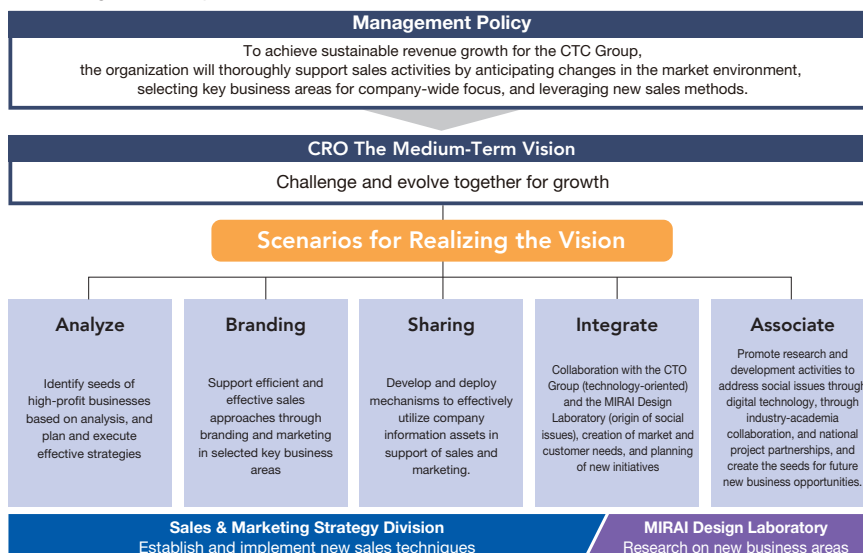 Management Policy
To achieve sustainable revenue growth for the CTC Group,
the organization will thoroughly support sales activities by anticipating changes in the market environment,
selecting key business areas for company-wide focus, and leveraging new sales methods.
CRO The Medium-Term Vision
Challenge and evolve together for growth
Scenarios for Realizing the Vision
Analyze
Identify seeds of
high-profit businesses
based on analysis, and
plan and execute
effective strategies
Branding
Support efficient and
effective sales
approaches through
branding and marketing
in selected key business
areas
Sharing
Develop and deploy
mechanisms to effectively
utilize company
information assets in
support of sales and
marketing.
Integrate
Collaboration with the CTO
Group (technology-oriented)
and the MIRAI Design
Laboratory (origin of social
issues), creation of market and
customer needs, and planning
of new initiatives
Associate
Promote research and
development activities to
address social issues through
digital technology, through
industry-academia
collaboration, and national
project partnerships, and
create the seeds for future
new business opportunities.
Sales & Marketing Strategy Division
Establish and implement new sales techniques
MIRAI Design Laboratory
Research on new business areas